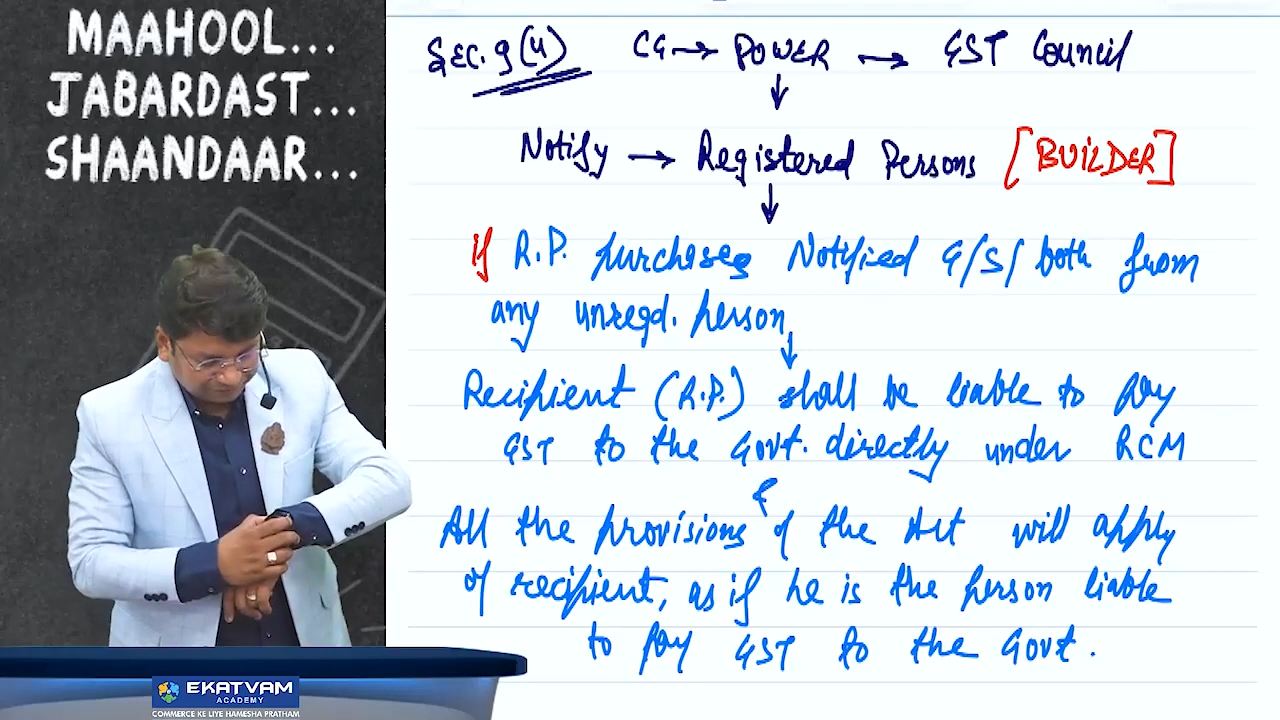 MAAHOOL...
JABARDAST...
SHAANDAAR...
SEC. 9(4) CG → POWER → GST Council
Notify → Registered Persons [BUILDER]
if R.P. purchases Notified G/S/ both from
any unregd. person
Recipient (R.P.) shall be liable to pay
GST to the Govt. directly under RCM
&
All the provisions of the Act will apply
of recipient, as if he is the person liable
to pay GST to the Govt.
EKATVAM
ACADEMY
COMMERCE KE LIYE HAMESHA PRATHAM